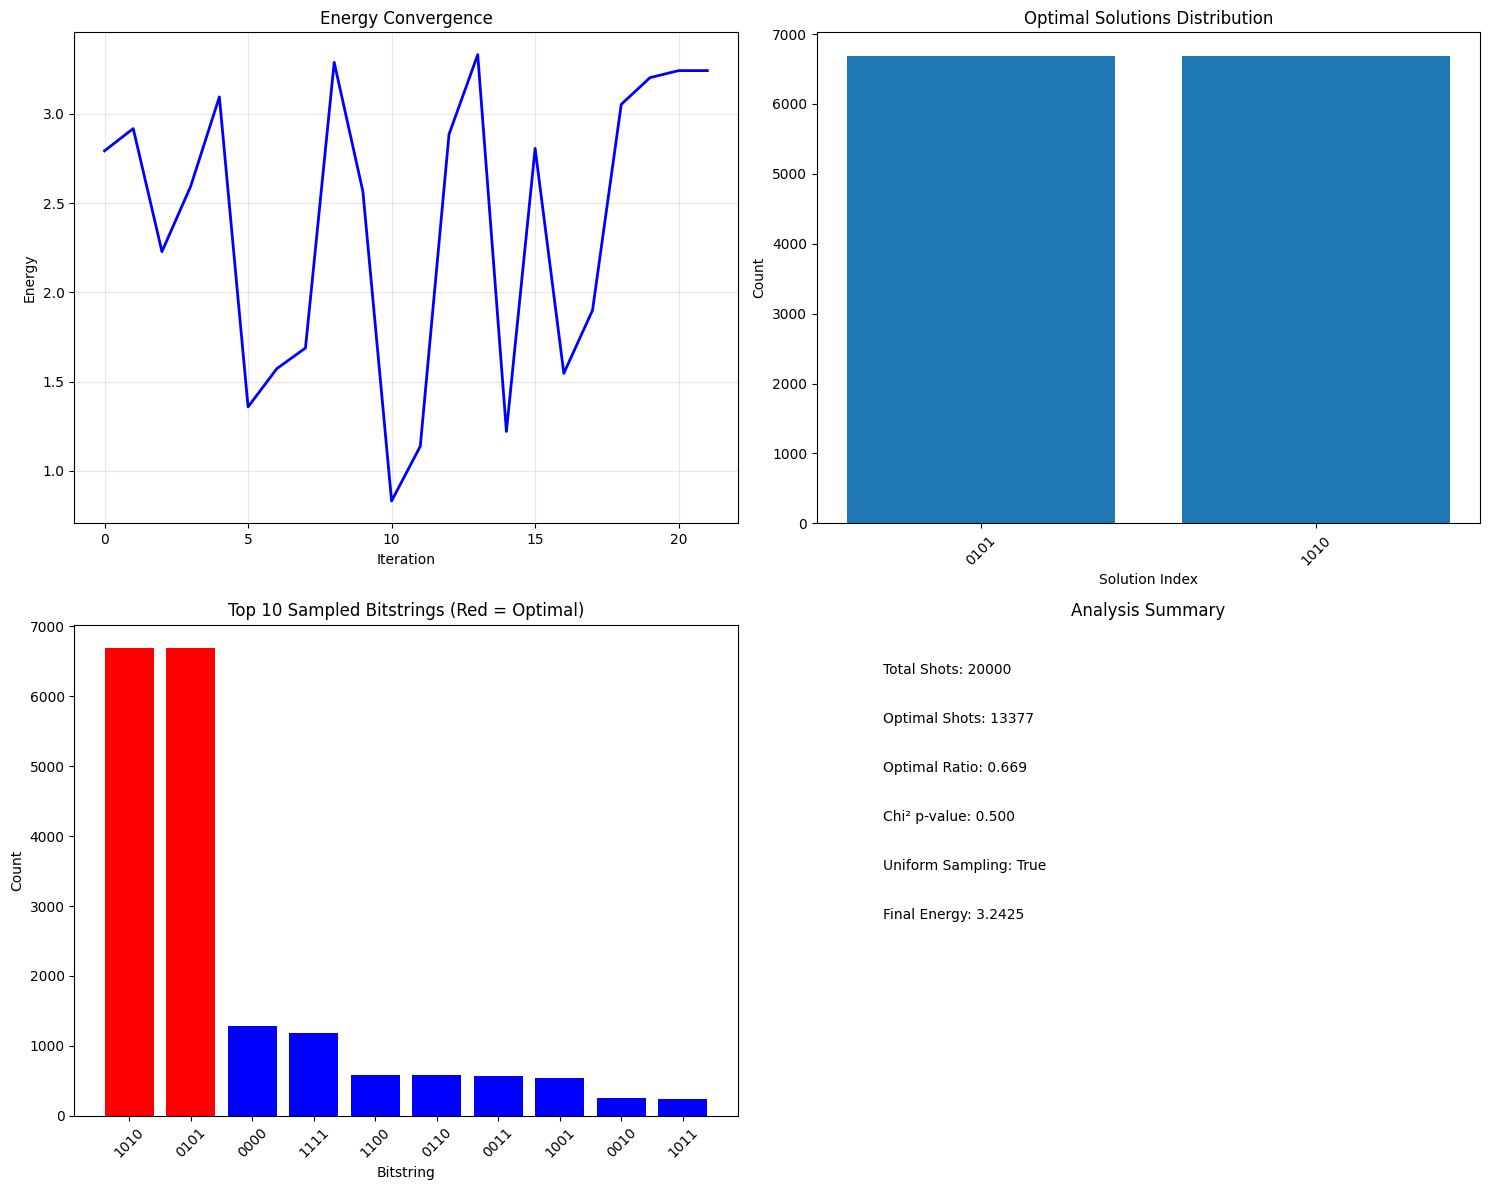 Energy Convergence
3.0
2.5
2.0
1.5
1.0
Energy
0 5 10 15 20
Iteration
Optimal Solutions Distribution
7000
6000
5000
4000
3000
2000
1000
0
Count
0101 1010
Solution Index
Top 10 Sampled Bitstrings (Red = Optimal)
7000
6000
5000
4000
3000
2000
1000
0
Count
1010 0101 0000 1111 1100 0110 0011 1001 0010 1011
Bitstring
Analysis Summary
Total Shots: 20000
Optimal Shots: 13377
Optimal Ratio: 0.669
Chi² p-value: 0.500
Uniform Sampling: True
Final Energy: 3.2425